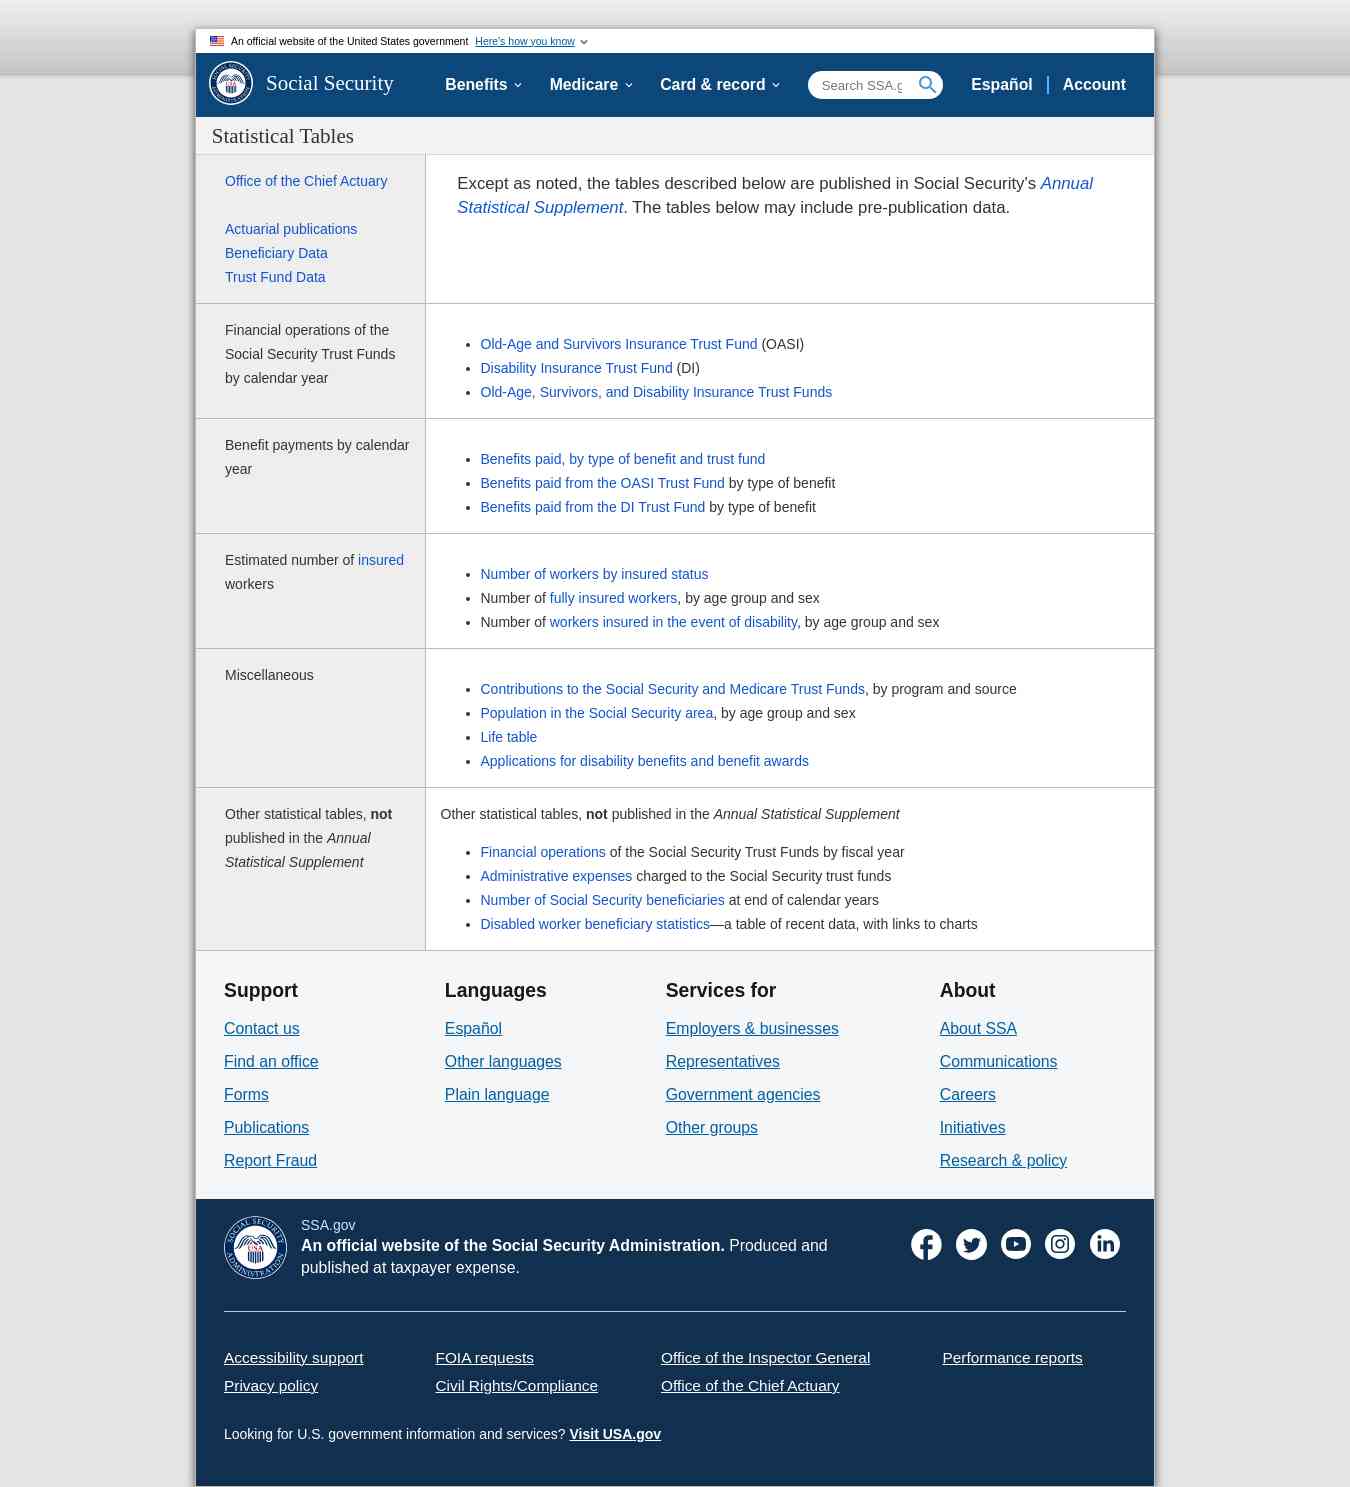 An official website of the United States government Here's how you know
Social Security
Benefits Medicare Card & record Search SSA.g Español Account
Statistical Tables
Office of the Chief Actuary
Actuarial publications
Beneficiary Data
Trust Fund Data
Except as noted, the tables described below are published in Social Security's Annual
Statistical Supplement. The tables below may include pre-publication data.
Financial operations of the
Social Security Trust Funds
by calendar year
Old-Age and Survivors Insurance Trust Fund (OASI)
Disability Insurance Trust Fund (DI)
Old-Age, Survivors, and Disability Insurance Trust Funds
Benefit payments by calendar
year
Benefits paid, by type of benefit and trust fund
Benefits paid from the OASI Trust Fund by type of benefit
Benefits paid from the DI Trust Fund by type of benefit
Estimated number of insured
workers
Number of workers by insured status
Number of fully insured workers, by age group and sex
Number of workers insured in the event of disability, by age group and sex
Miscellaneous
Contributions to the Social Security and Medicare Trust Funds, by program and source
Population in the Social Security area, by age group and sex
Life table
Applications for disability benefits and benefit awards
Other statistical tables, not
published in the Annual
Statistical Supplement
Other statistical tables, not published in the Annual Statistical Supplement
Financial operations of the Social Security Trust Funds by fiscal year
Administrative expenses charged to the Social Security trust funds
Number of Social Security beneficiaries at end of calendar years
Disabled worker beneficiary statistics—a table of recent data, with links to charts
Support
Contact us
Find an office
Forms
Publications
Report Fraud
Languages
Español
Other languages
Plain language
Services for
Employers & businesses
Representatives
Government agencies
Other groups
About
About SSA
Communications
Careers
Initiatives
Research & policy
SOCIAL SECURITY
USA
ADMINISTRATION
SSA.gov
An official website of the Social Security Administration. Produced and
published at taxpayer expense.
Accessibility support FOIA requests Office of the Inspector General Performance reports
Privacy policy Civil Rights/Compliance Office of the Chief Actuary
Looking for U.S. government information and services? Visit USA.gov